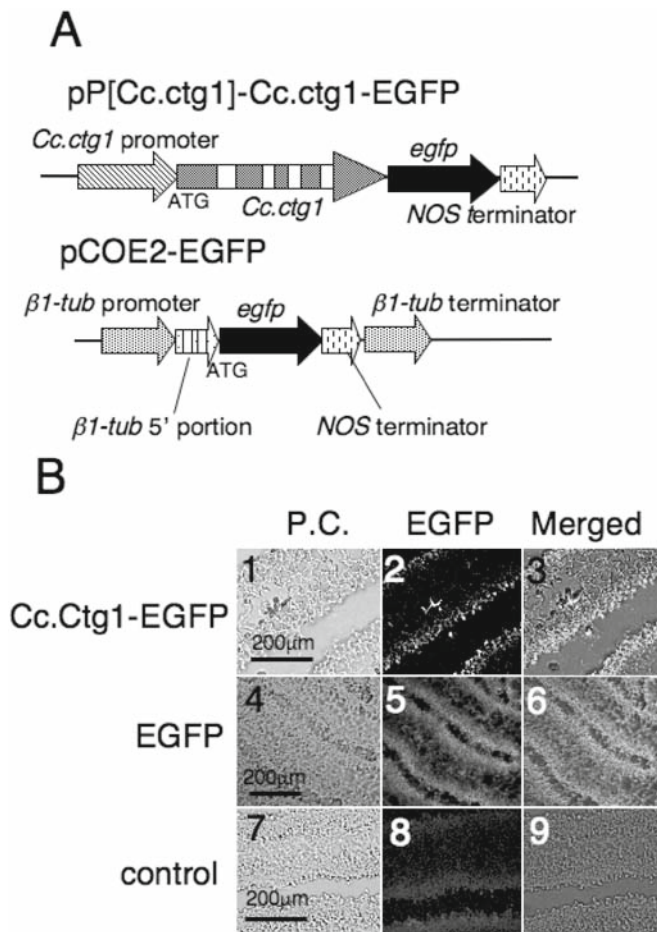 A
pP[Cc.ctg1]-Cc.ctg1-EGFP
Cc.ctg1 promoter
egfp
ATG
Cc.ctg1
NOS terminator
pCOE2-EGFP
β1-tub promoter
egfp
β1-tub terminator
ATG
β1-tub 5' portion
NOS terminator
B
P.C. EGFP Merged
1 2 3
Cc.Ctg1-EGFP
200μm
4 5 6
EGFP
200μm
7 8 9
control
200μm